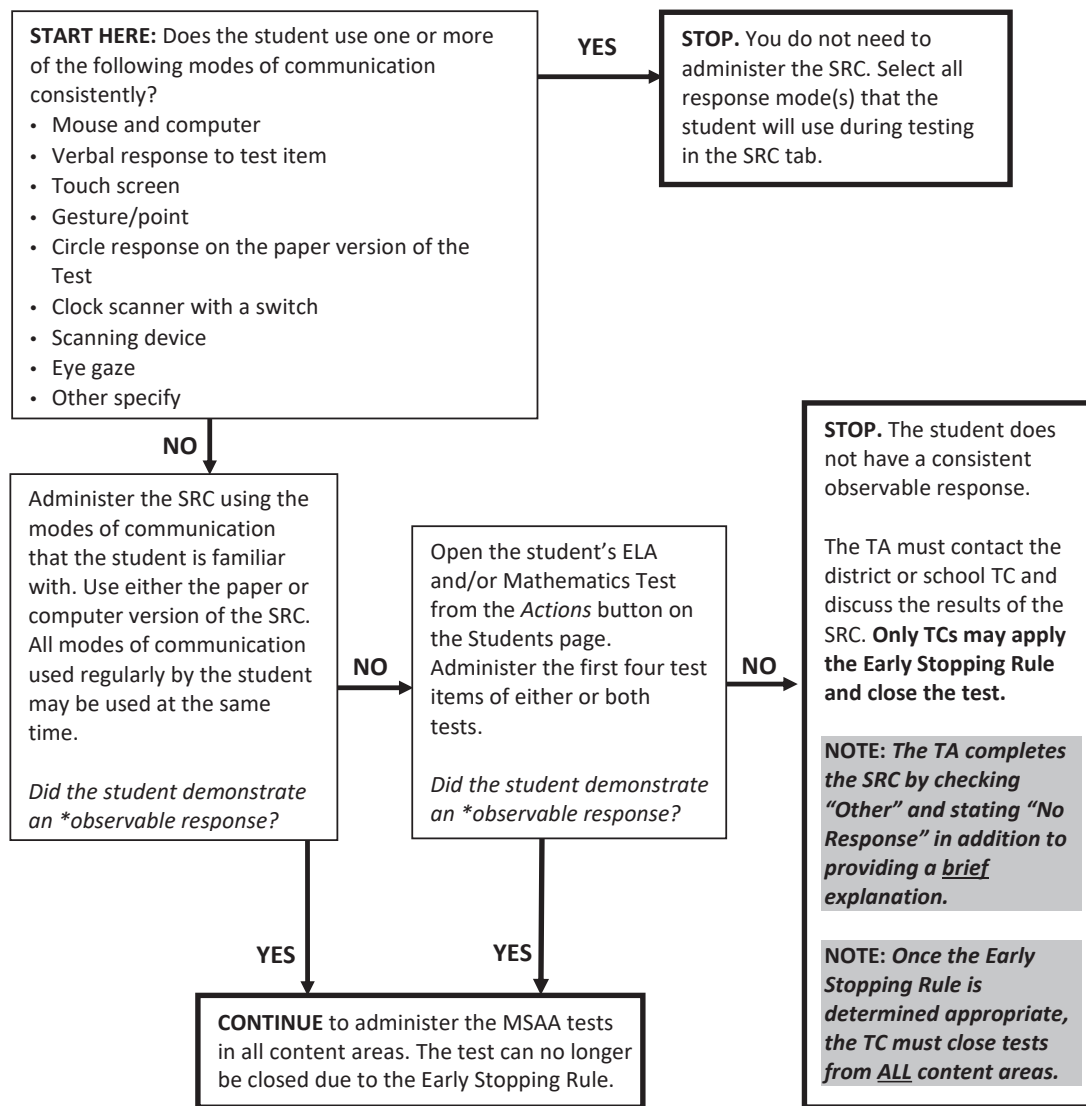 START HERE: Does the student use one or more
of the following modes of communication
consistently?
• Mouse and computer
• Verbal response to test item
• Touch screen
• Gesture/point
• Circle response on the paper version of the
Test
• Clock scanner with a switch
• Scanning device
• Eye gaze
• Other specify
YES
STOP. You do not need to
administer the SRC. Select all
response mode(s) that the
student will use during testing
in the SRC tab.
NO
Administer the SRC using the
modes of communication
that the student is familiar
with. Use either the paper or
computer version of the SRC.
All modes of communication
used regularly by the student
may be used at the same
time.
Did the student demonstrate
an *observable response?
NO
Open the student’s ELA
and/or Mathematics Test
from the Actions button on
the Students page.
Administer the first four test
items of either or both
tests.
Did the student demonstrate
an *observable response?
NO
STOP. The student does
not have a consistent
observable response.
The TA must contact the
district or school TC and
discuss the results of the
SRC. Only TCs may apply
the Early Stopping Rule
and close the test.
NOTE: The TA completes
the SRC by checking
“Other” and stating “No
Response” in addition to
providing a brief
explanation.
NOTE: Once the Early
Stopping Rule is
determined appropriate,
the TC must close tests
from ALL content areas.
YES
YES
CONTINUE to administer the MSAA tests
in all content areas. The test can no longer
be closed due to the Early Stopping Rule.